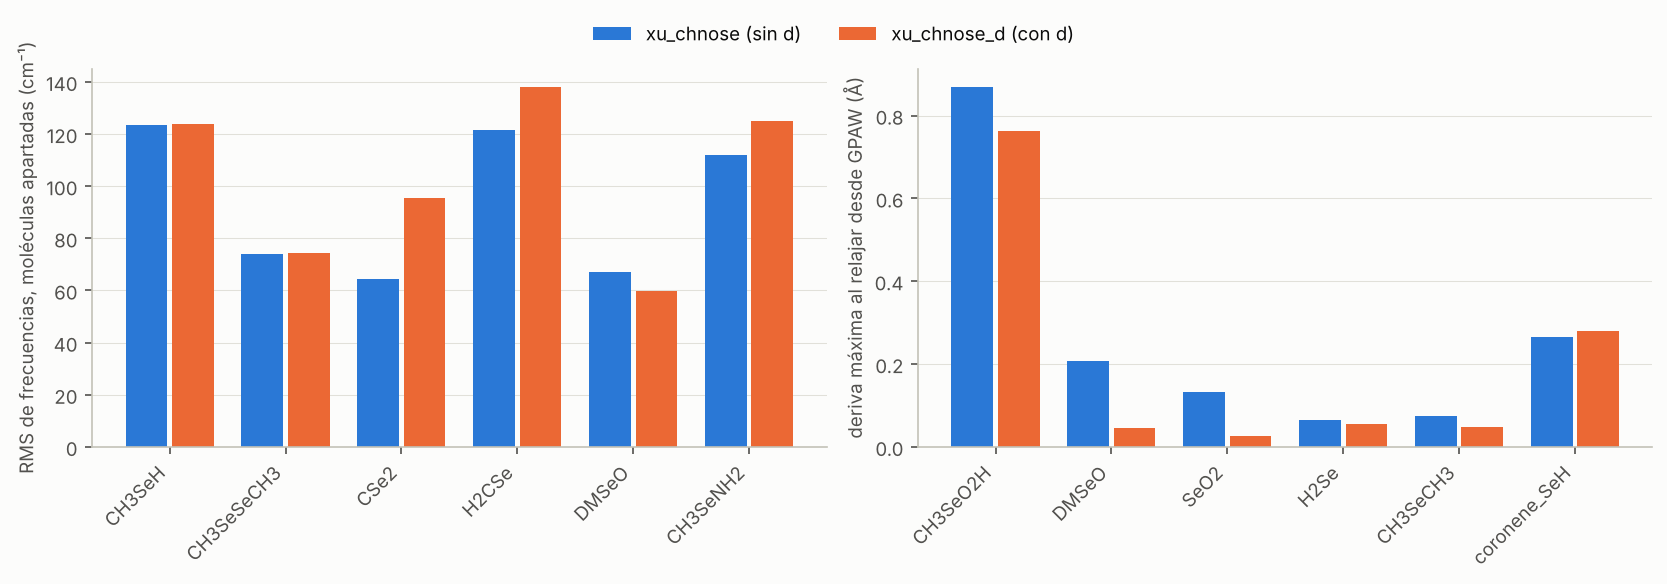 xu_chnose (sin d)
xu_chnose_d (con d)
RMS de frecuencias, moléculas apartadas (cm⁻¹)
140
120
100
80
60
40
20
0
CH3SeH
CH3SeSeCH3
CSe2
H2CSe
DMSeO
CH3SeNH2
deriva máxima al relajar desde GPAW (Å)
0.8
0.6
0.4
0.2
0.0
CH3SeO2H
DMSeO
SeO2
H2Se
CH3SeCH3
coronene_SeH